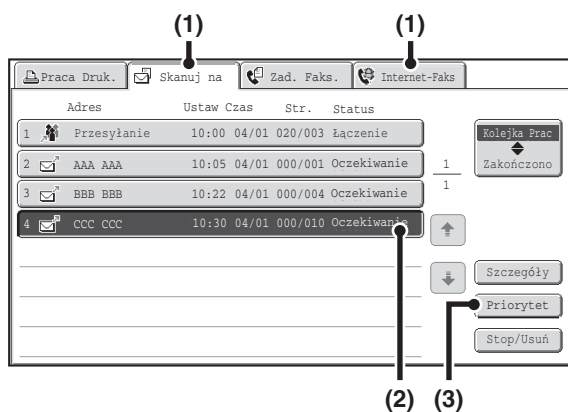 (1) (1)
Praca Druk. Skanuj na Zad. Faks. Internet-Faks
Adres Ustaw Czas Str. Status
1 Przesyłanie 10:00 04/01 020/003 Łączenie
Kolejka Prac
2 AAA AAA 10:05 04/01 000/001 Oczekiwanie
1
Zakończono
3 BBB BBB 10:22 04/01 000/004 Oczekiwanie
1
4 CCC CCC 10:30 04/01 000/010 Oczekiwanie
Szczegóły
Priorytet
Stop/Usuń
(2) (3)